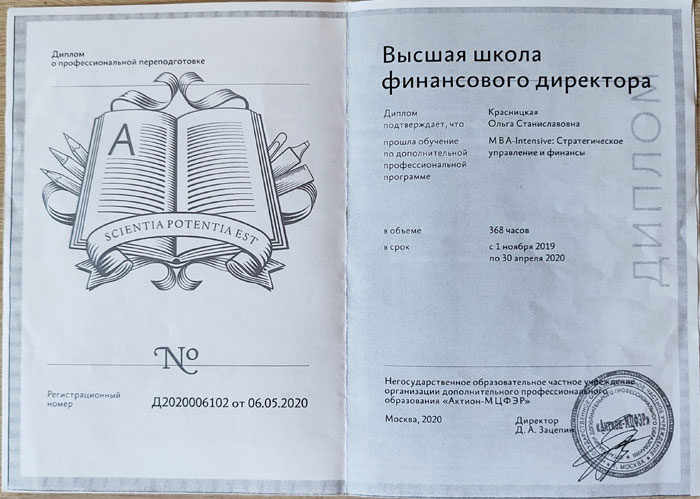 Диплом
о профессиональной переподготовке
A
SCIENTIA POTENTIA EST
№
Регистрационный
номер
Д2020006102 от 06.05.2020
Высшая школа
финансового директора
Диплом
подтверждает, что
Красницкая
Ольга Станиславовна
прошла обучение
по дополнительной
профессиональной
программе
MBA-Intensive: Стратегическое
управление и финансы
в объеме
368 часов
в срок
с 1 ноября 2019
по 30 апреля 2020
ДИПЛОМ
Негосударственное образовательное частное учреждение
организации дополнительного профессионального
образования «Актион-МЦФЭР»
Москва, 2020
Директор
Д. А. Зацепин
«Актион-МЦФЭР»
г. МОСКВА